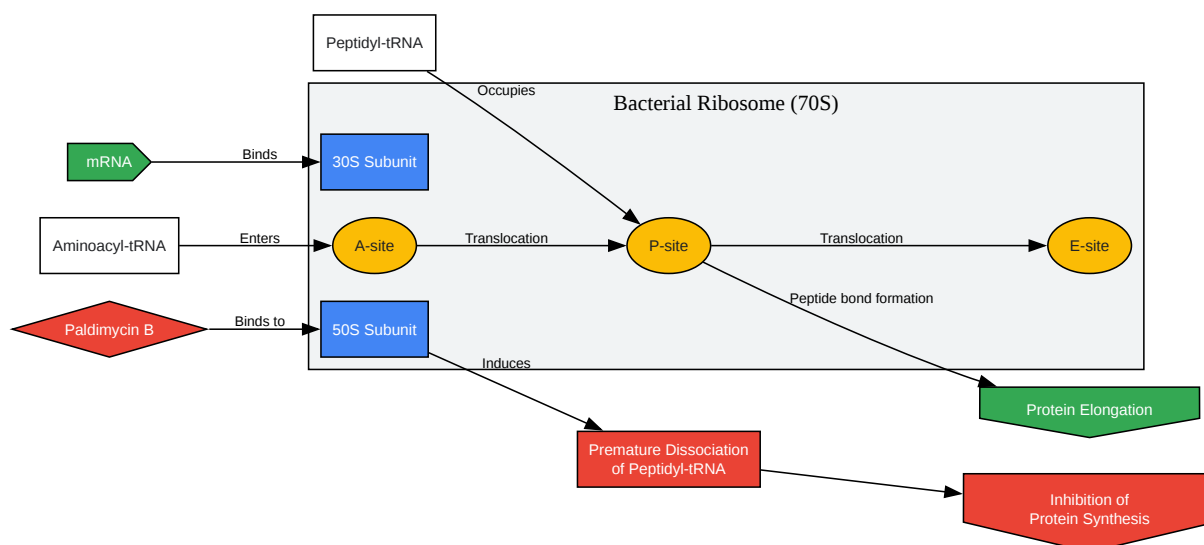 Peptidyl-tRNA
Occupies
Bacterial Ribosome (70S)
mRNA
Binds
30S Subunit
Aminoacyl-tRNA
Enters
A-site
Translocation
P-site
Translocation
E-site
Paldimycin B
Binds to
50S Subunit
Peptide bond formation
Induces
Protein Elongation
Premature Dissociation
of Peptidyl-tRNA
Inhibition of
Protein Synthesis